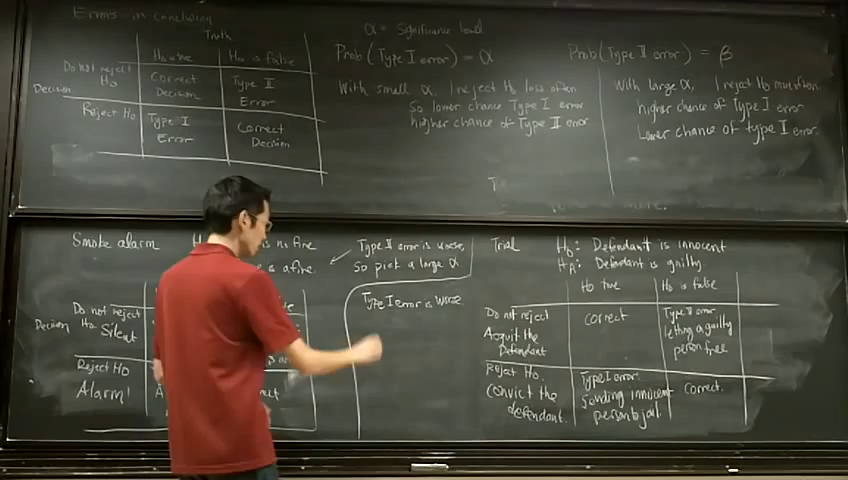 Errors in conclusion
Truth
H0 true
H0 is false
Decision
Do not reject
H0
Correct
Decision
Type II
Error
Reject H0
Type I
Error
Correct
Decision
α = Significance level
Prob (Type I error) = α
With small α, I reject H0 less often
So lower chance Type I error
higher chance of Type II error
Prob (Type II error) = β
With large α, I reject H0 more often
higher chance of Type I error
Lower chance of type I error.
Smoke alarm
is no fire
is a fire.
Type II error is worse,
So pick a large α.
Type I error is worse.
Decision
Do not reject
H0 Silent
Reject H0
Alarm!
Trial
H0: Defendant is innocent
HA: Defendant is guilty
H0 true
H0 is false
Do not reject
Acquit the
Defendant
Correct
Type II error
letting a guilty
person free
Reject H0.
Convict the
defendant.
Type I error.
Sending innocent
person to jail.
Correct.